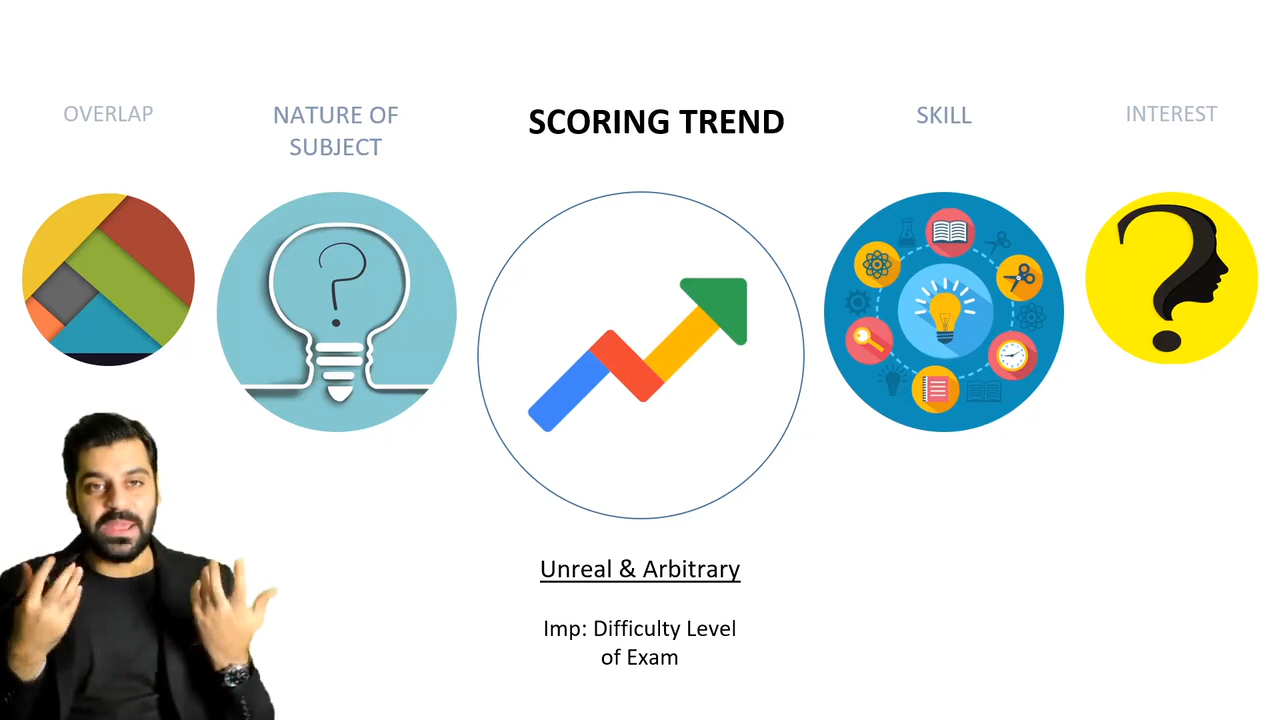 OVERLAP
NATURE OF
SUBJECT
SCORING TREND
SKILL
INTEREST
Unreal & Arbitrary
Imp: Difficulty Level
of Exam